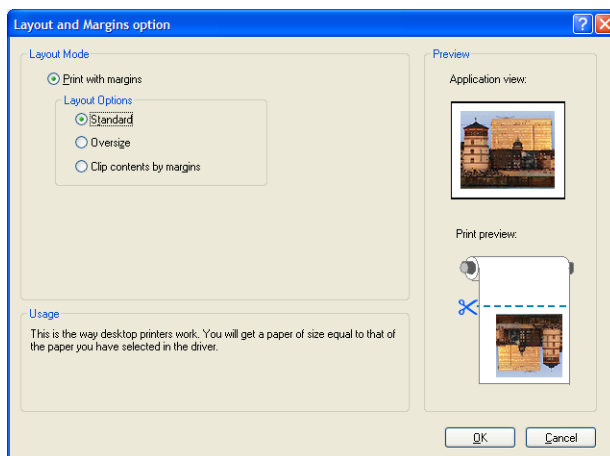 Layout and Margins option
Layout Mode
Print with margins
Layout Options
Standard
Oversize
Clip contents by margins
Usage
This is the way desktop printers work. You will get a paper of size equal to that of
the paper you have selected in the driver.
Preview
Application view:
Print preview:
OK
Cancel